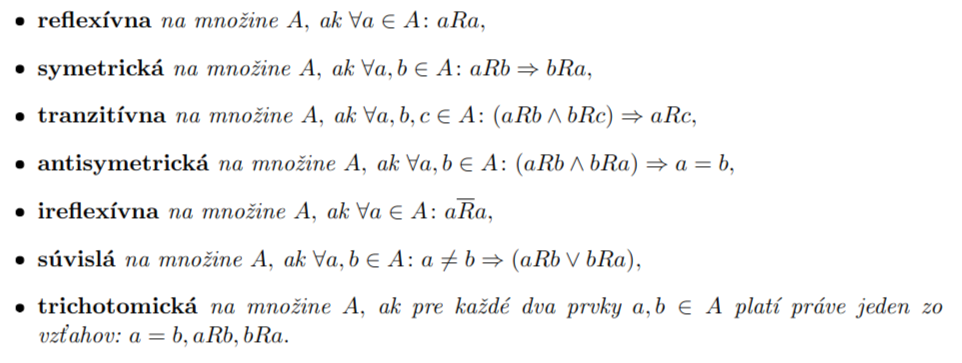 • reflexívna na množine A, ak ∀a ∈ A: aRa,
• symetrická na množine A, ak ∀a, b ∈ A: aRb ⇒ bRa,
• tranzitívna na množine A, ak ∀a, b, c ∈ A: (aRb ∧ bRc) ⇒ aRc,
• antisymetrická na množine A, ak ∀a, b ∈ A: (aRb ∧ bRa) ⇒ a = b,
• ireflexívna na množine A, ak ∀a ∈ A: aR̅a,
• súvislá na množine A, ak ∀a, b ∈ A: a ≠ b ⇒ (aRb ∨ bRa),
• trichotomická na množine A, ak pre každé dva prvky a, b ∈ A platí práve jeden zo
vzťahov: a = b, aRb, bRa.